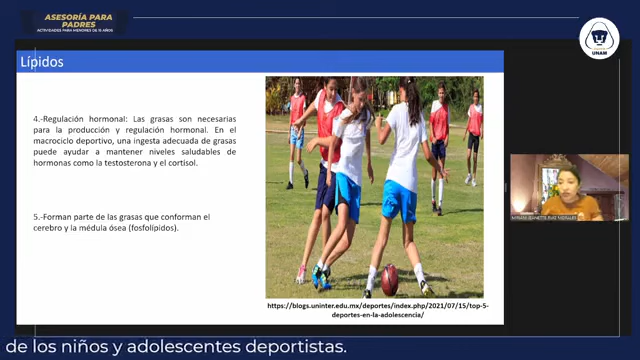 ASESORÍA PARA
PADRES
ACTIVIDADES PARA MENORES DE 15 AÑOS
UNAM
Lípidos
4.-Regulación hormonal: Las grasas son necesarias
para la producción y regulación hormonal. En el
macrociclo deportivo, una ingesta adecuada de grasas
puede ayudar a mantener niveles saludables de
hormonas como la testosterona y el cortisol.
5.-Forman parte de las grasas que conforman el
cerebro y la médula ósea (fosfolípidos).
https://blogs.uninter.edu.mx/deportes/index.php/2021/07/15/top-5-
deportes-en-la-adolescencia/
MIRIAM JEANETTE RUIZ MORALES
de los niños y adolescentes deportistas.